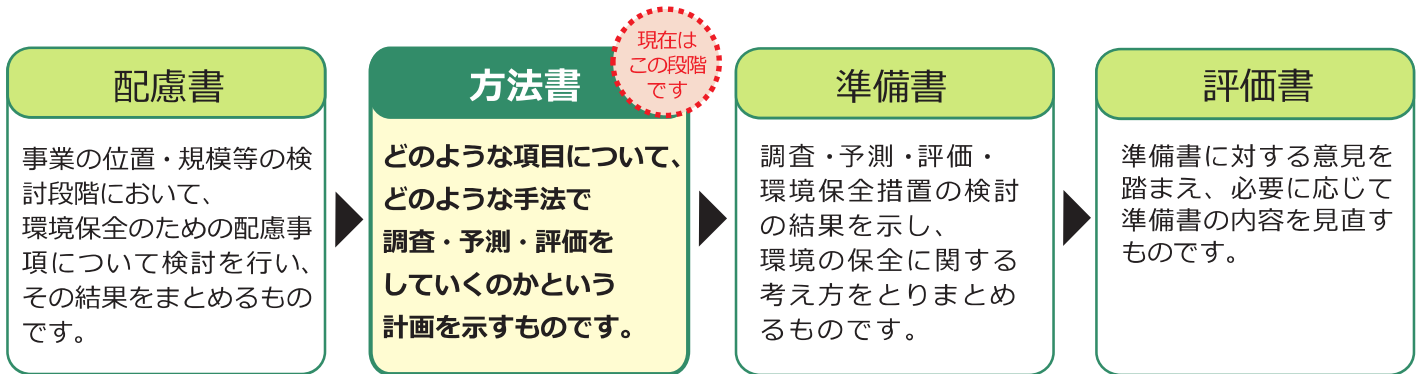 配慮書
事業の位置・規模等の検
討段階において、
環境保全のための配慮事
項について検討を行い、
その結果をまとめるもの
です。
方法書
現在は
この段階
です
どのような項目について、
どのような手法で
調査・予測・評価を
していくのかという
計画を示すものです。
準備書
調査・予測・評価・
環境保全措置の検討
の結果を示し、
環境の保全に関する
考え方をとりまとめ
るものです。
評価書
準備書に対する意見を
踏まえ、必要に応じて
準備書の内容を見直す
ものです。